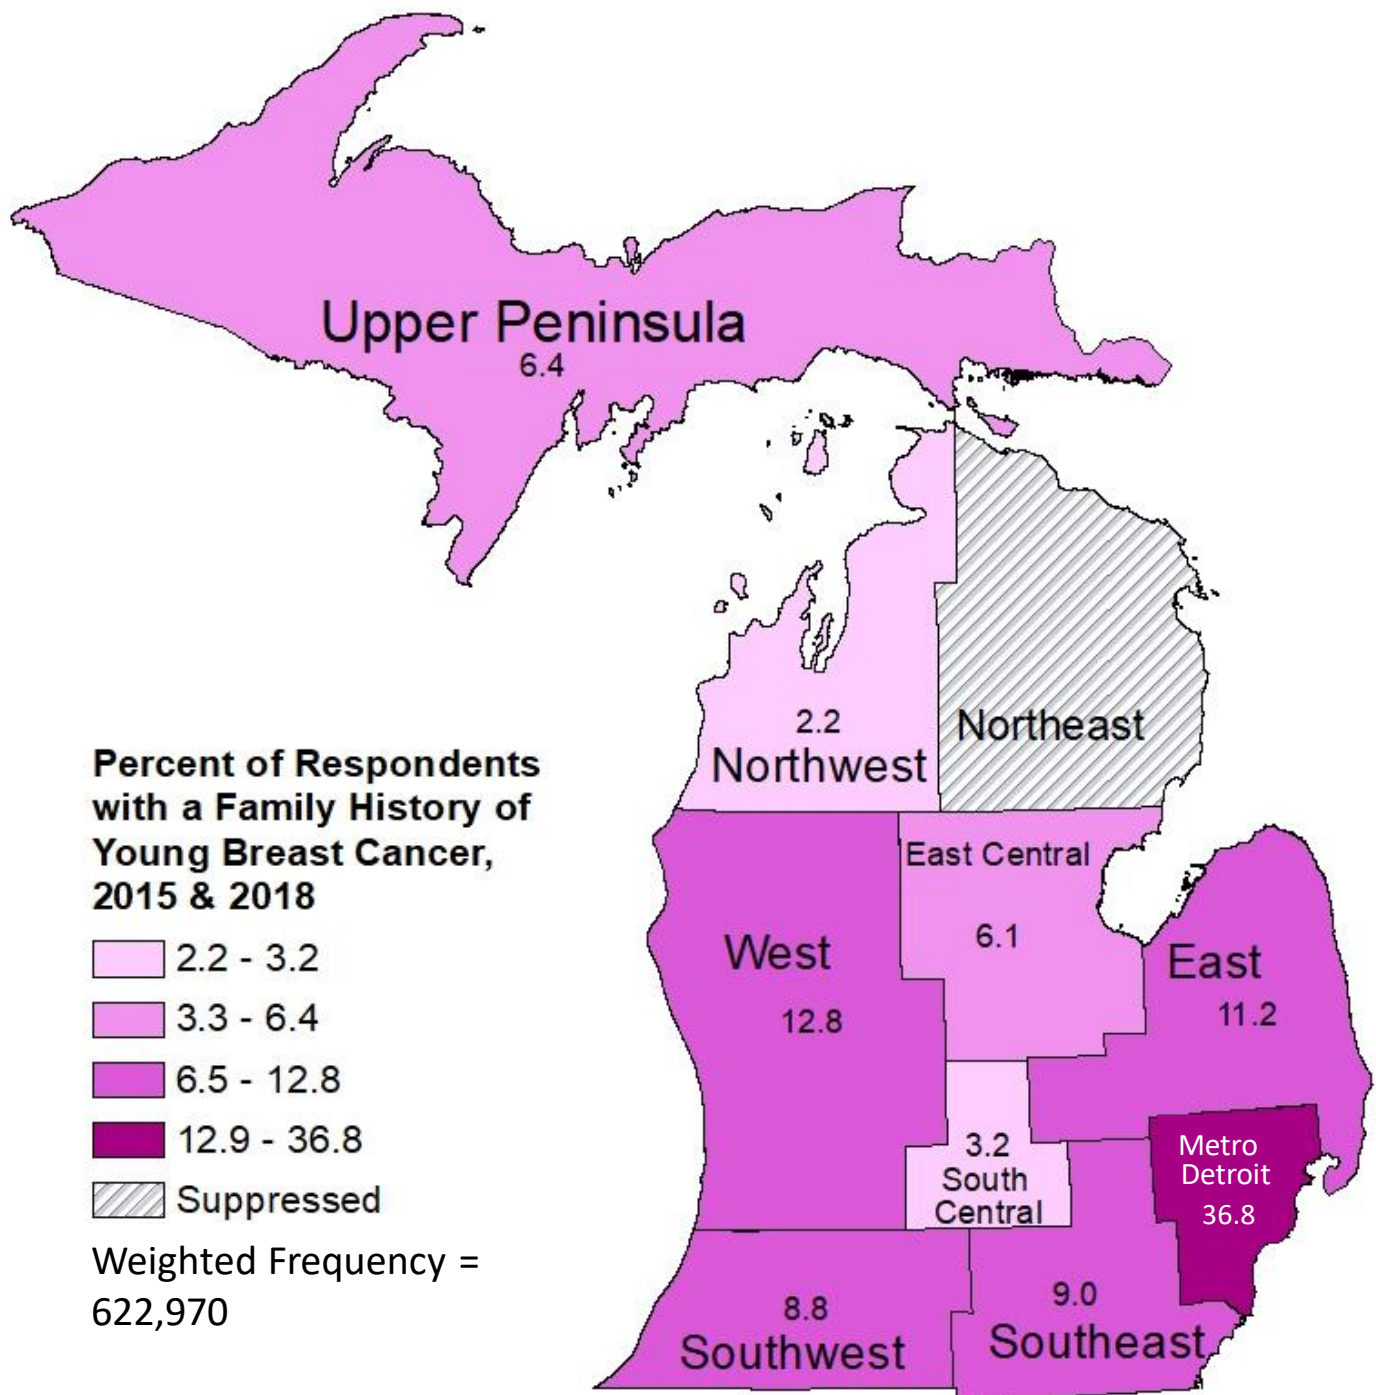 Upper Peninsula
6.4
2.2
Northwest
Northeast
Percent of Respondents
with a Family History of
Young Breast Cancer,
2015 & 2018
2.2 - 3.2
3.3 - 6.4
6.5 - 12.8
12.9 - 36.8
Suppressed
Weighted Frequency =
622,970
East Central
6.1
West
12.8
East
11.2
3.2
South
Central
Metro
Detroit
36.8
8.8
Southwest
9.0
Southeast